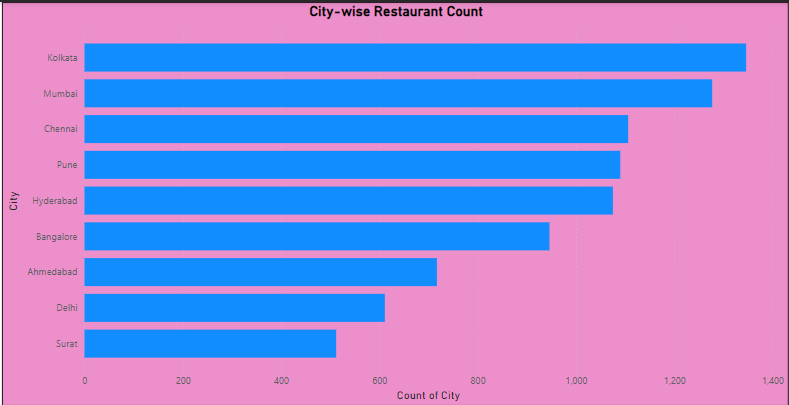 City-wise Restaurant Count
Kolkata
Mumbai
Chennai
Pune
Hyderabad
Bangalore
Ahmedabad
Delhi
Surat
City
0 200 400 600 800 1,000 1,200 1,400
Count of City